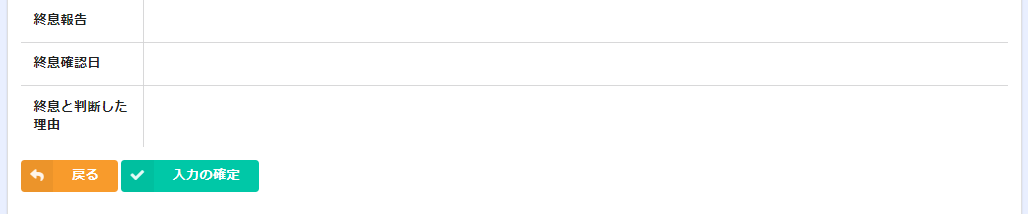 終息報告
終息確認日
終息と判断した
理由
戻る
入力の確定